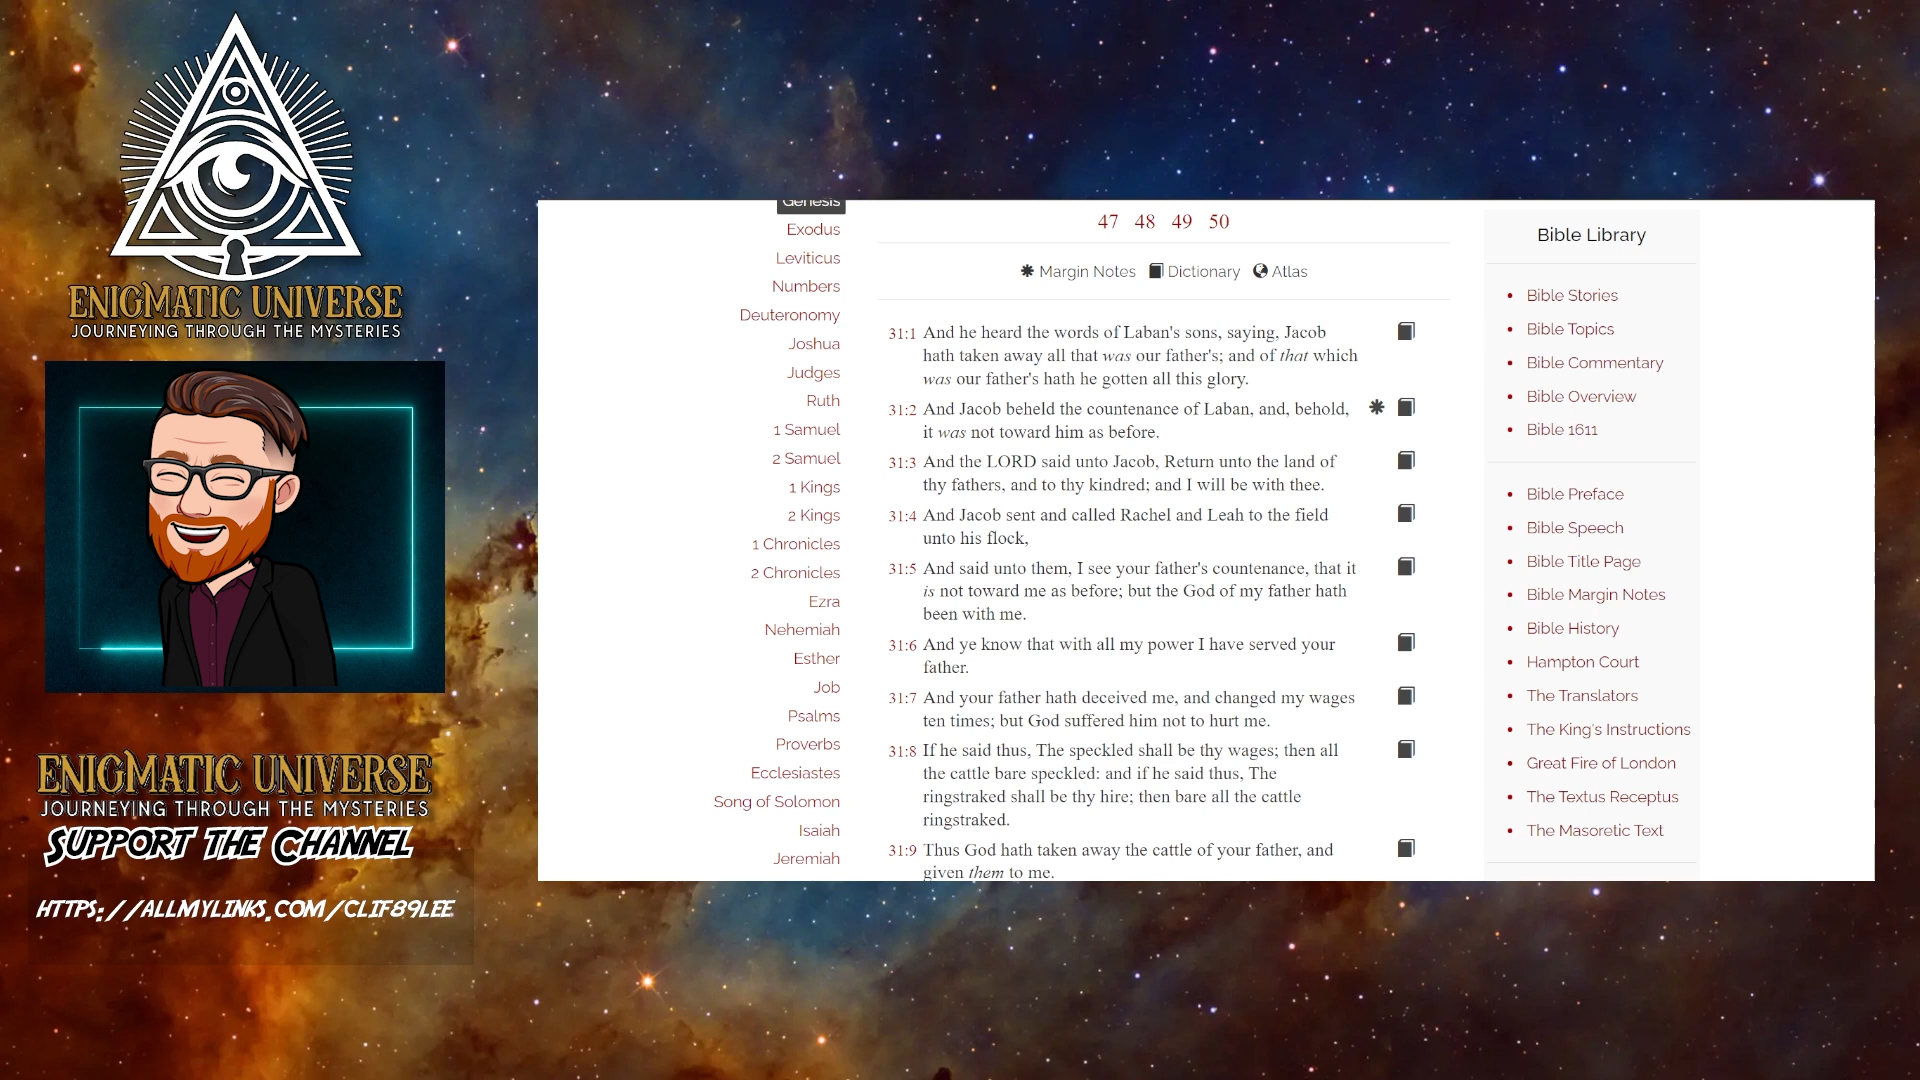 ENIGMATIC UNIVERSE
JOURNEYING THROUGH THE MYSTERIES
ENIGMATIC UNIVERSE
JOURNEYING THROUGH THE MYSTERIES
SUPPORT THE CHANNEL
HTTPS://ALLMYLINKS.COM/CLIF89LEE
Genesis
Exodus
Leviticus
Numbers
Deuteronomy
Joshua
Judges
Ruth
1 Samuel
2 Samuel
1 Kings
2 Kings
1 Chronicles
2 Chronicles
Ezra
Nehemiah
Esther
Job
Psalms
Proverbs
Ecclesiastes
Song of Solomon
Isaiah
Jeremiah
47 48 49 50
Margin Notes Dictionary Atlas
31:1 And he heard the words of Laban's sons, saying, Jacob
hath taken away all that was our father's; and of that which
was our father's hath he gotten all this glory.
31:2 And Jacob beheld the countenance of Laban, and, behold,
it was not toward him as before.
31:3 And the LORD said unto Jacob, Return unto the land of
thy fathers, and to thy kindred; and I will be with thee.
31:4 And Jacob sent and called Rachel and Leah to the field
unto his flock,
31:5 And said unto them, I see your father's countenance, that it
is not toward me as before; but the God of my father hath
been with me.
31:6 And ye know that with all my power I have served your
father.
31:7 And your father hath deceived me, and changed my wages
ten times; but God suffered him not to hurt me.
31:8 If he said thus, The speckled shall be thy wages; then all
the cattle bare speckled: and if he said thus, The
ringstraked shall be thy hire; then bare all the cattle
ringstraked.
31:9 Thus God hath taken away the cattle of your father, and
given them to me.
Bible Library
Bible Stories
Bible Topics
Bible Commentary
Bible Overview
Bible 1611
Bible Preface
Bible Speech
Bible Title Page
Bible Margin Notes
Bible History
Hampton Court
The Translators
The King's Instructions
Great Fire of London
The Textus Receptus
The Masoretic Text